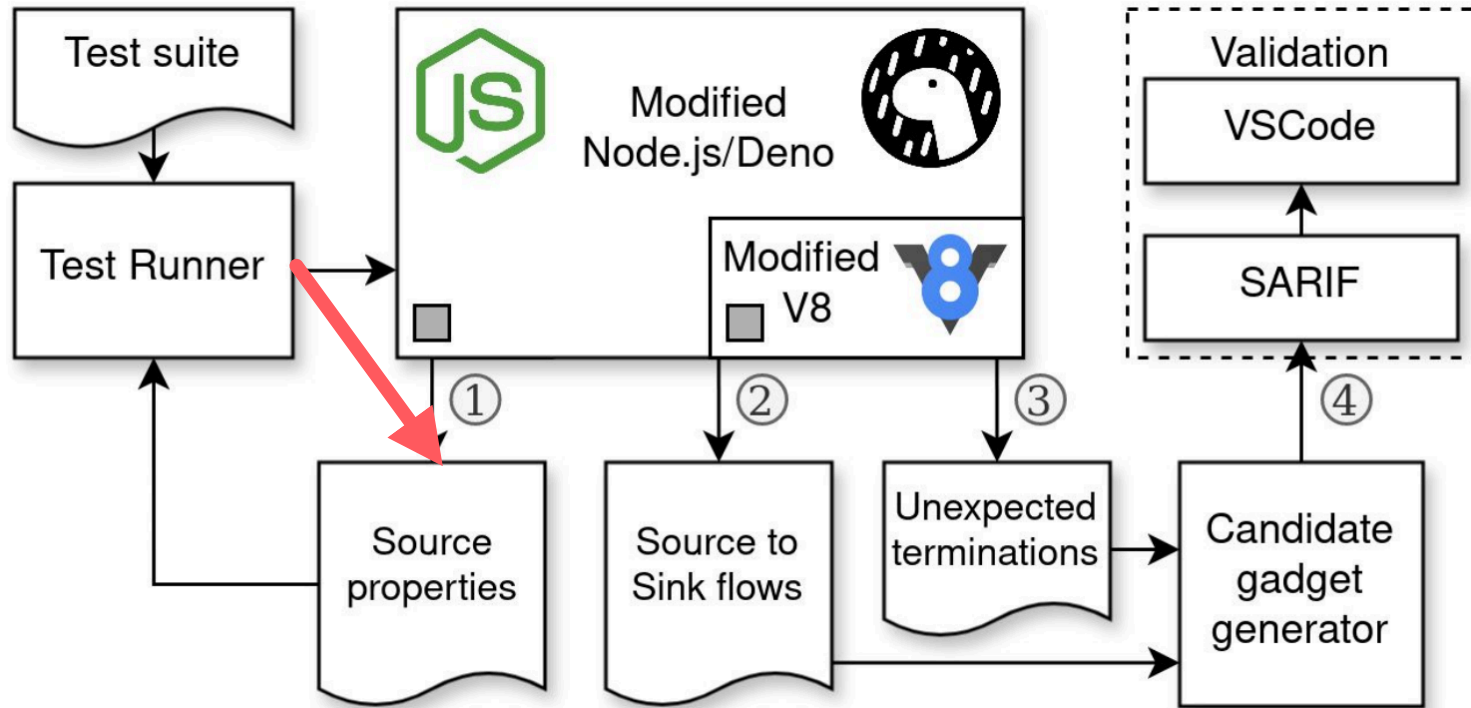 Test suite
Test Runner
JS
Modified
Node.js/Deno
Modified
V8
8
Validation
VSCode
SARIF
①
②
③
④
Source
properties
Source to
Sink flows
Unexpected
terminations
Candidate
gadget
generator